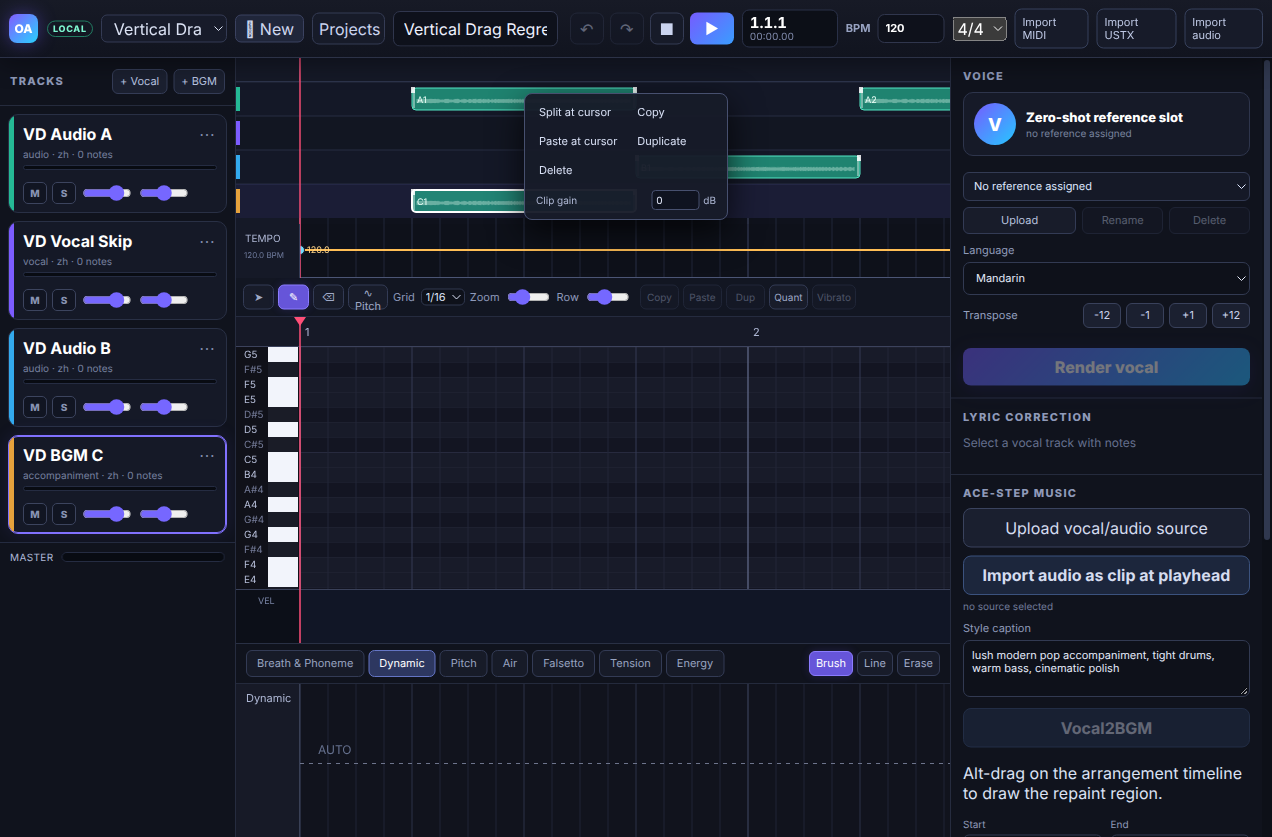 OA LOCAL Vertical Dra New Projects Vertical Drag Regre 1.1.1 BPM 120 4/4 Import MIDI Import USTX Import audio
00:00.00
TRACKS + Vocal + BGM
VD Audio A
audio · zh · 0 notes
M S
VD Vocal Skip
vocal · zh · 0 notes
M S
VD Audio B
audio · zh · 0 notes
M S
VD BGM C
accompaniment · zh · 0 notes
M S
MASTER
A1 A2
C1
Split at cursor Copy
Paste at cursor Duplicate
Delete
Clip gain 0 dB
TEMPO
120.0 BPM
120.0
Pitch Grid 1/16 Zoom Row Copy Paste Dup Quant Vibrato
1 2
G5
F#5
F5
E5
D#5
D5
C#5
C5
B4
A#4
A4
G#4
G4
F#4
F4
E4
VEL
Breath & Phoneme Dynamic Pitch Air Falsetto Tension Energy Brush Line Erase
Dynamic
AUTO
VOICE
V Zero-shot reference slot
no reference assigned
No reference assigned
Upload Rename Delete
Language
Mandarin
Transpose -12 -1 +1 +12
Render vocal
LYRIC CORRECTION
Select a vocal track with notes
ACE-STEP MUSIC
Upload vocal/audio source
Import audio as clip at playhead
no source selected
Style caption
lush modern pop accompaniment, tight drums,
warm bass, cinematic polish
Vocal2BGM
Alt-drag on the arrangement timeline
to draw the repaint region.
Start End